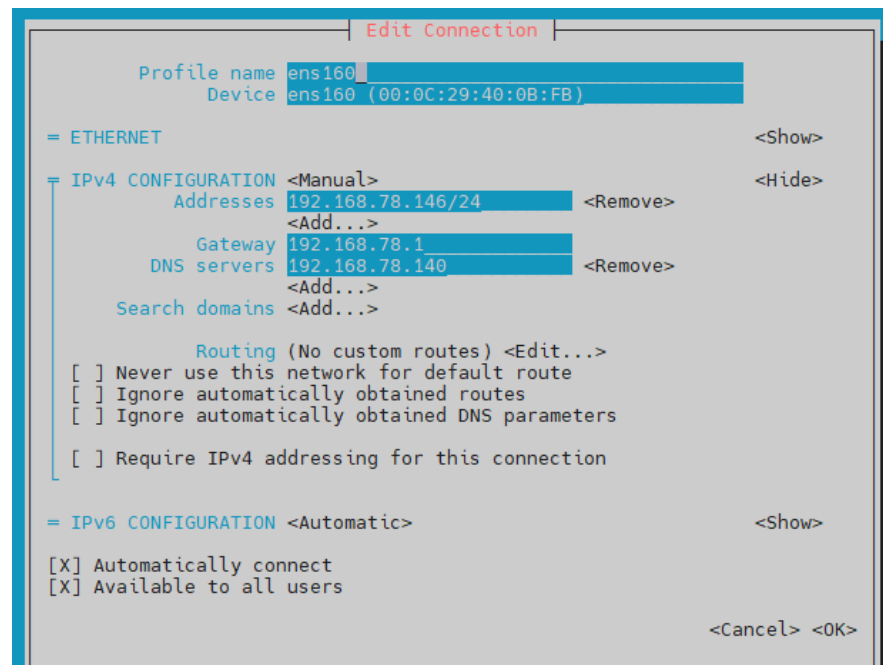 Edit Connection
Profile name ens160
Device ens160 (00:0C:29:40:0B:FB)
= ETHERNET <Show>
= IPv4 CONFIGURATION <Manual> <Hide>
Addresses 192.168.78.146/24 <Remove>
<Add...>
Gateway 192.168.78.1
DNS servers 192.168.78.140 <Remove>
<Add...>
Search domains <Add...>
Routing (No custom routes) <Edit...>
[ ] Never use this network for default route
[ ] Ignore automatically obtained routes
[ ] Ignore automatically obtained DNS parameters
[ ] Require IPv4 addressing for this connection
= IPv6 CONFIGURATION <Automatic> <Show>
[X] Automatically connect
[X] Available to all users
<Cancel> <OK>